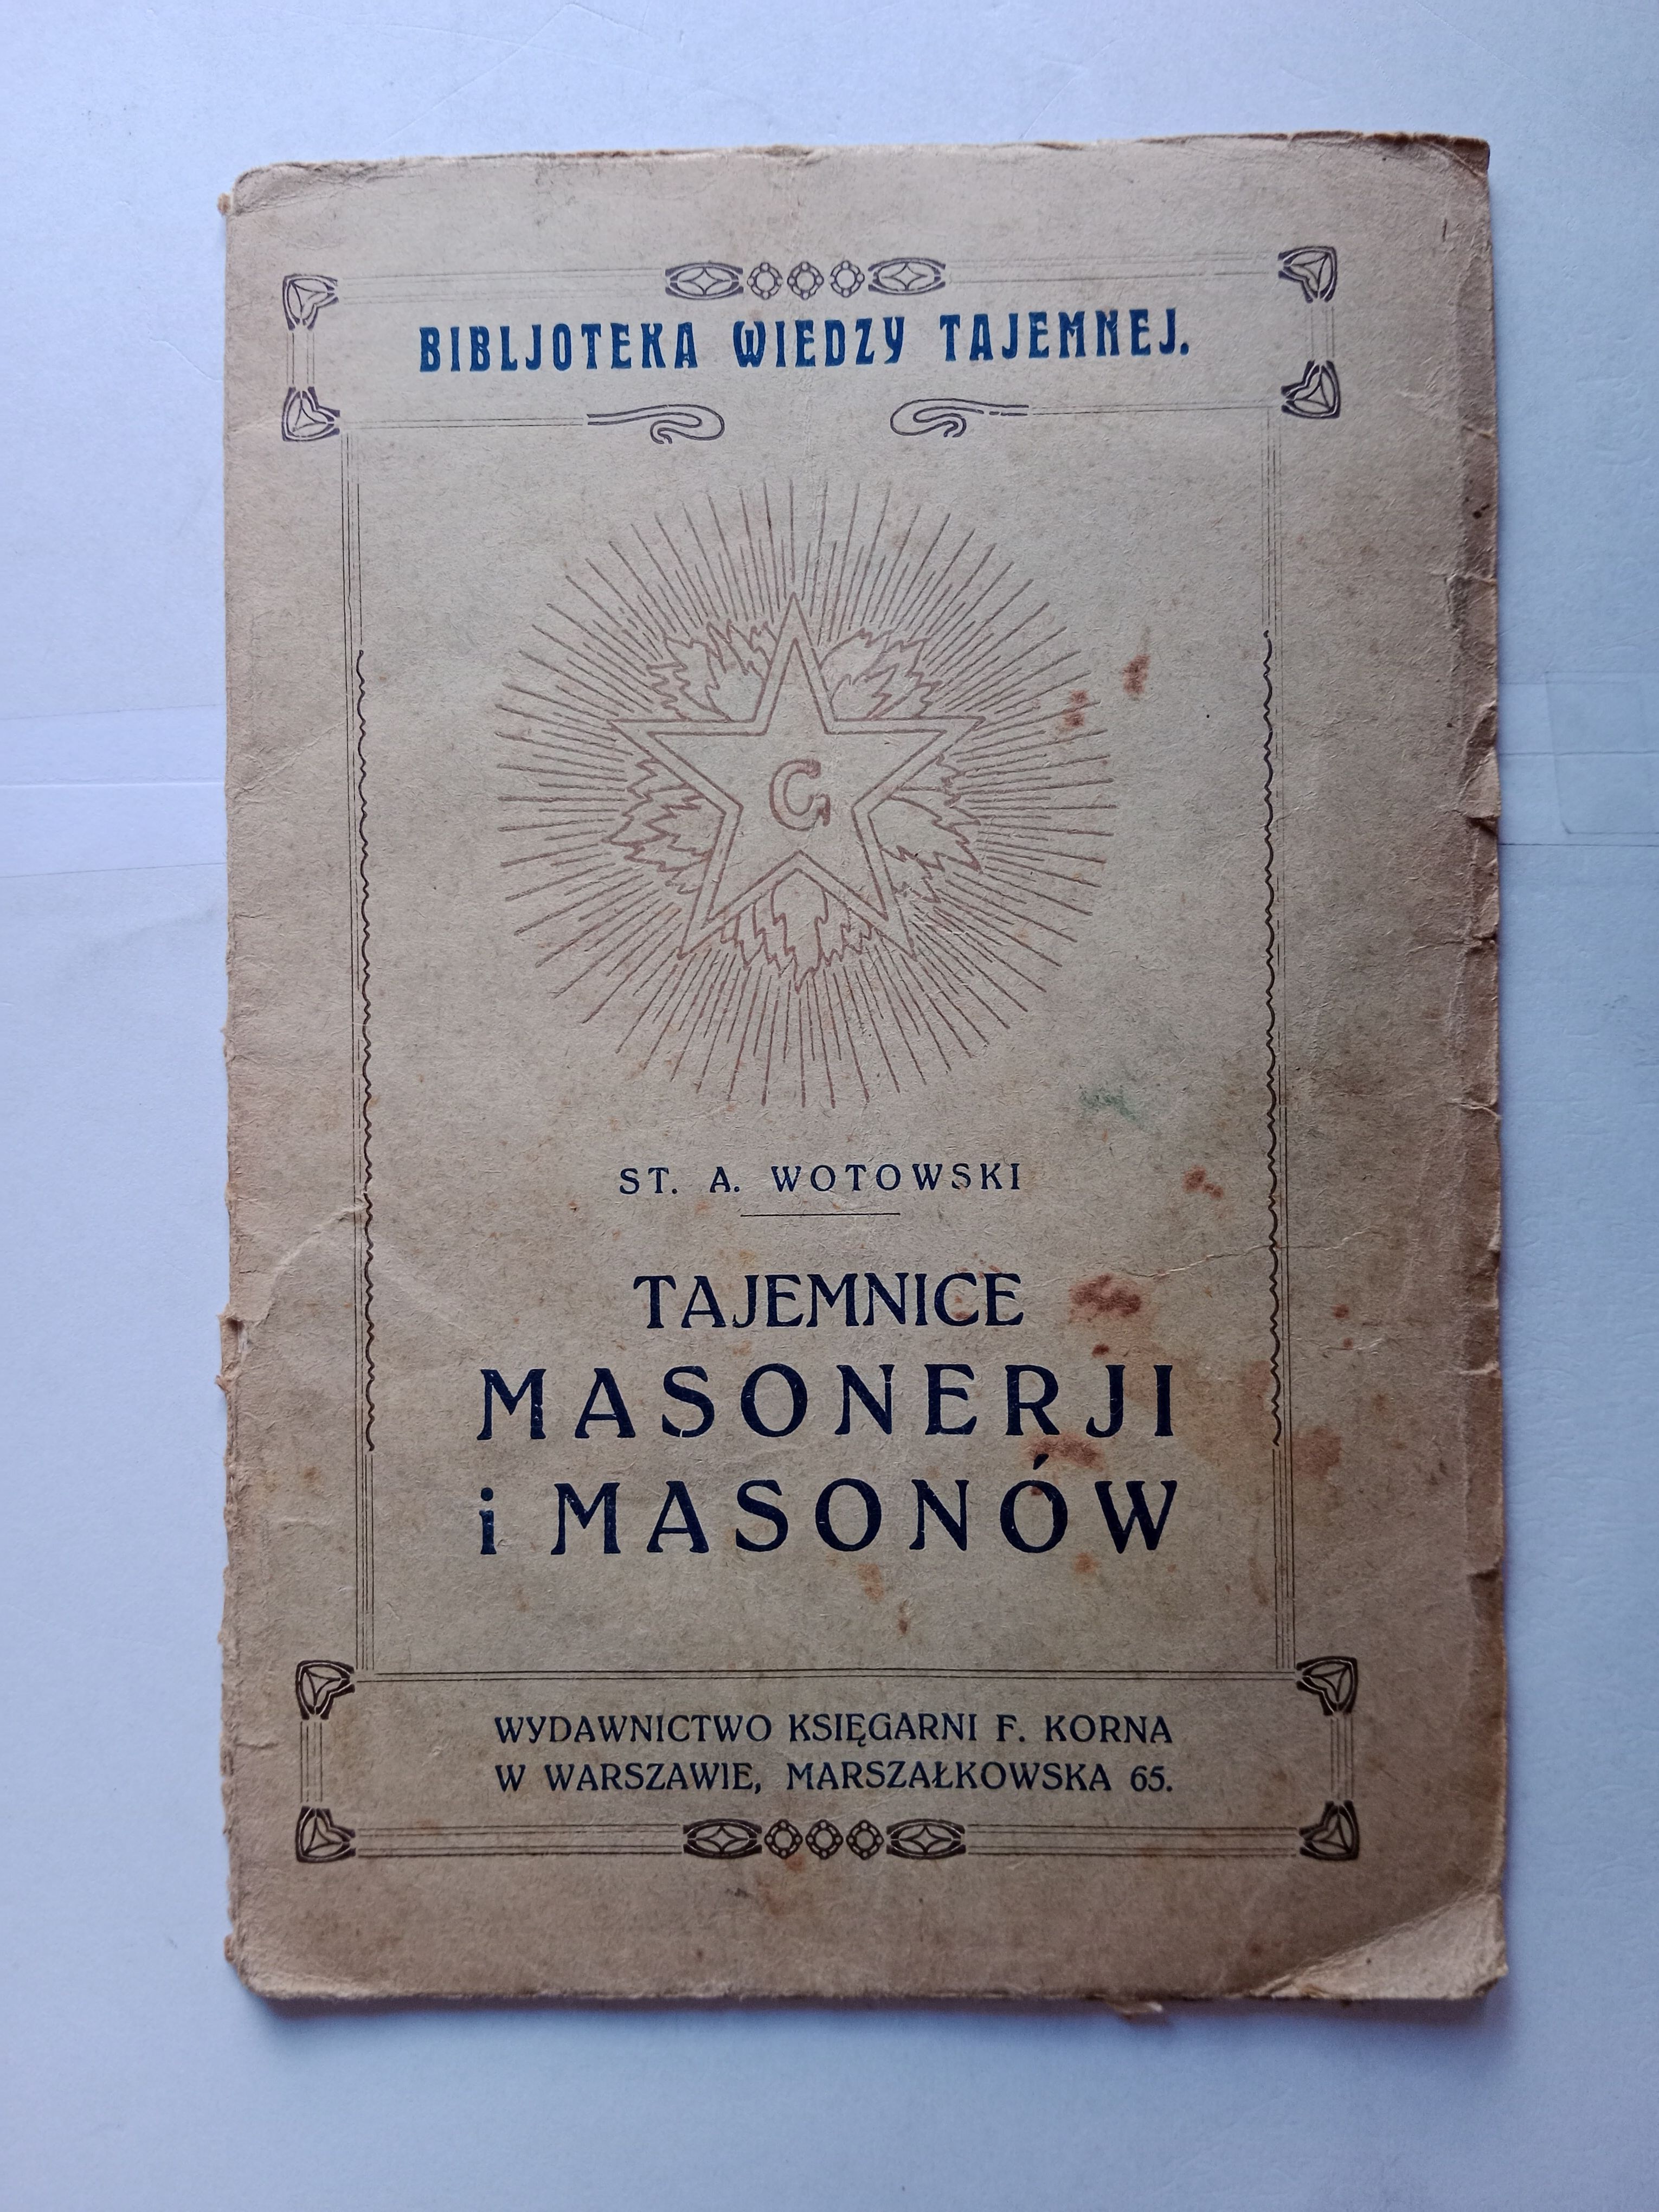 BIBLJOTEKA WIEDZY TAJEMNEJ.
G
ST. A. WOTOWSKI
TAJEMNICE
MASONERJI
i MASONÓW
WYDAWNICTWO KSIĘGARNI F. KORNA
W WARSZAWIE, MARSZAŁKOWSKA 65.